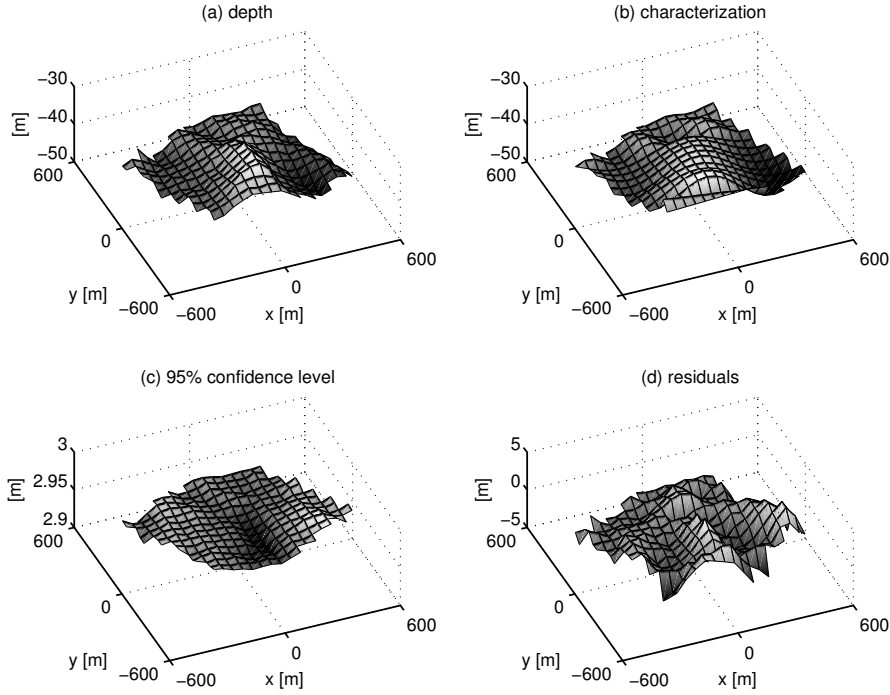 (a) depth
−30
−40
−50
[m]
600
0
−600
y [m]
−600
0
600
x [m]
(b) characterization
−30
−40
−50
[m]
600
0
−600
y [m]
−600
0
600
x [m]
(c) 95% confidence level
3
2.95
2.9
[m]
600
0
−600
y [m]
−600
0
600
x [m]
(d) residuals
5
0
−5
[m]
600
0
−600
y [m]
−600
0
600
x [m]